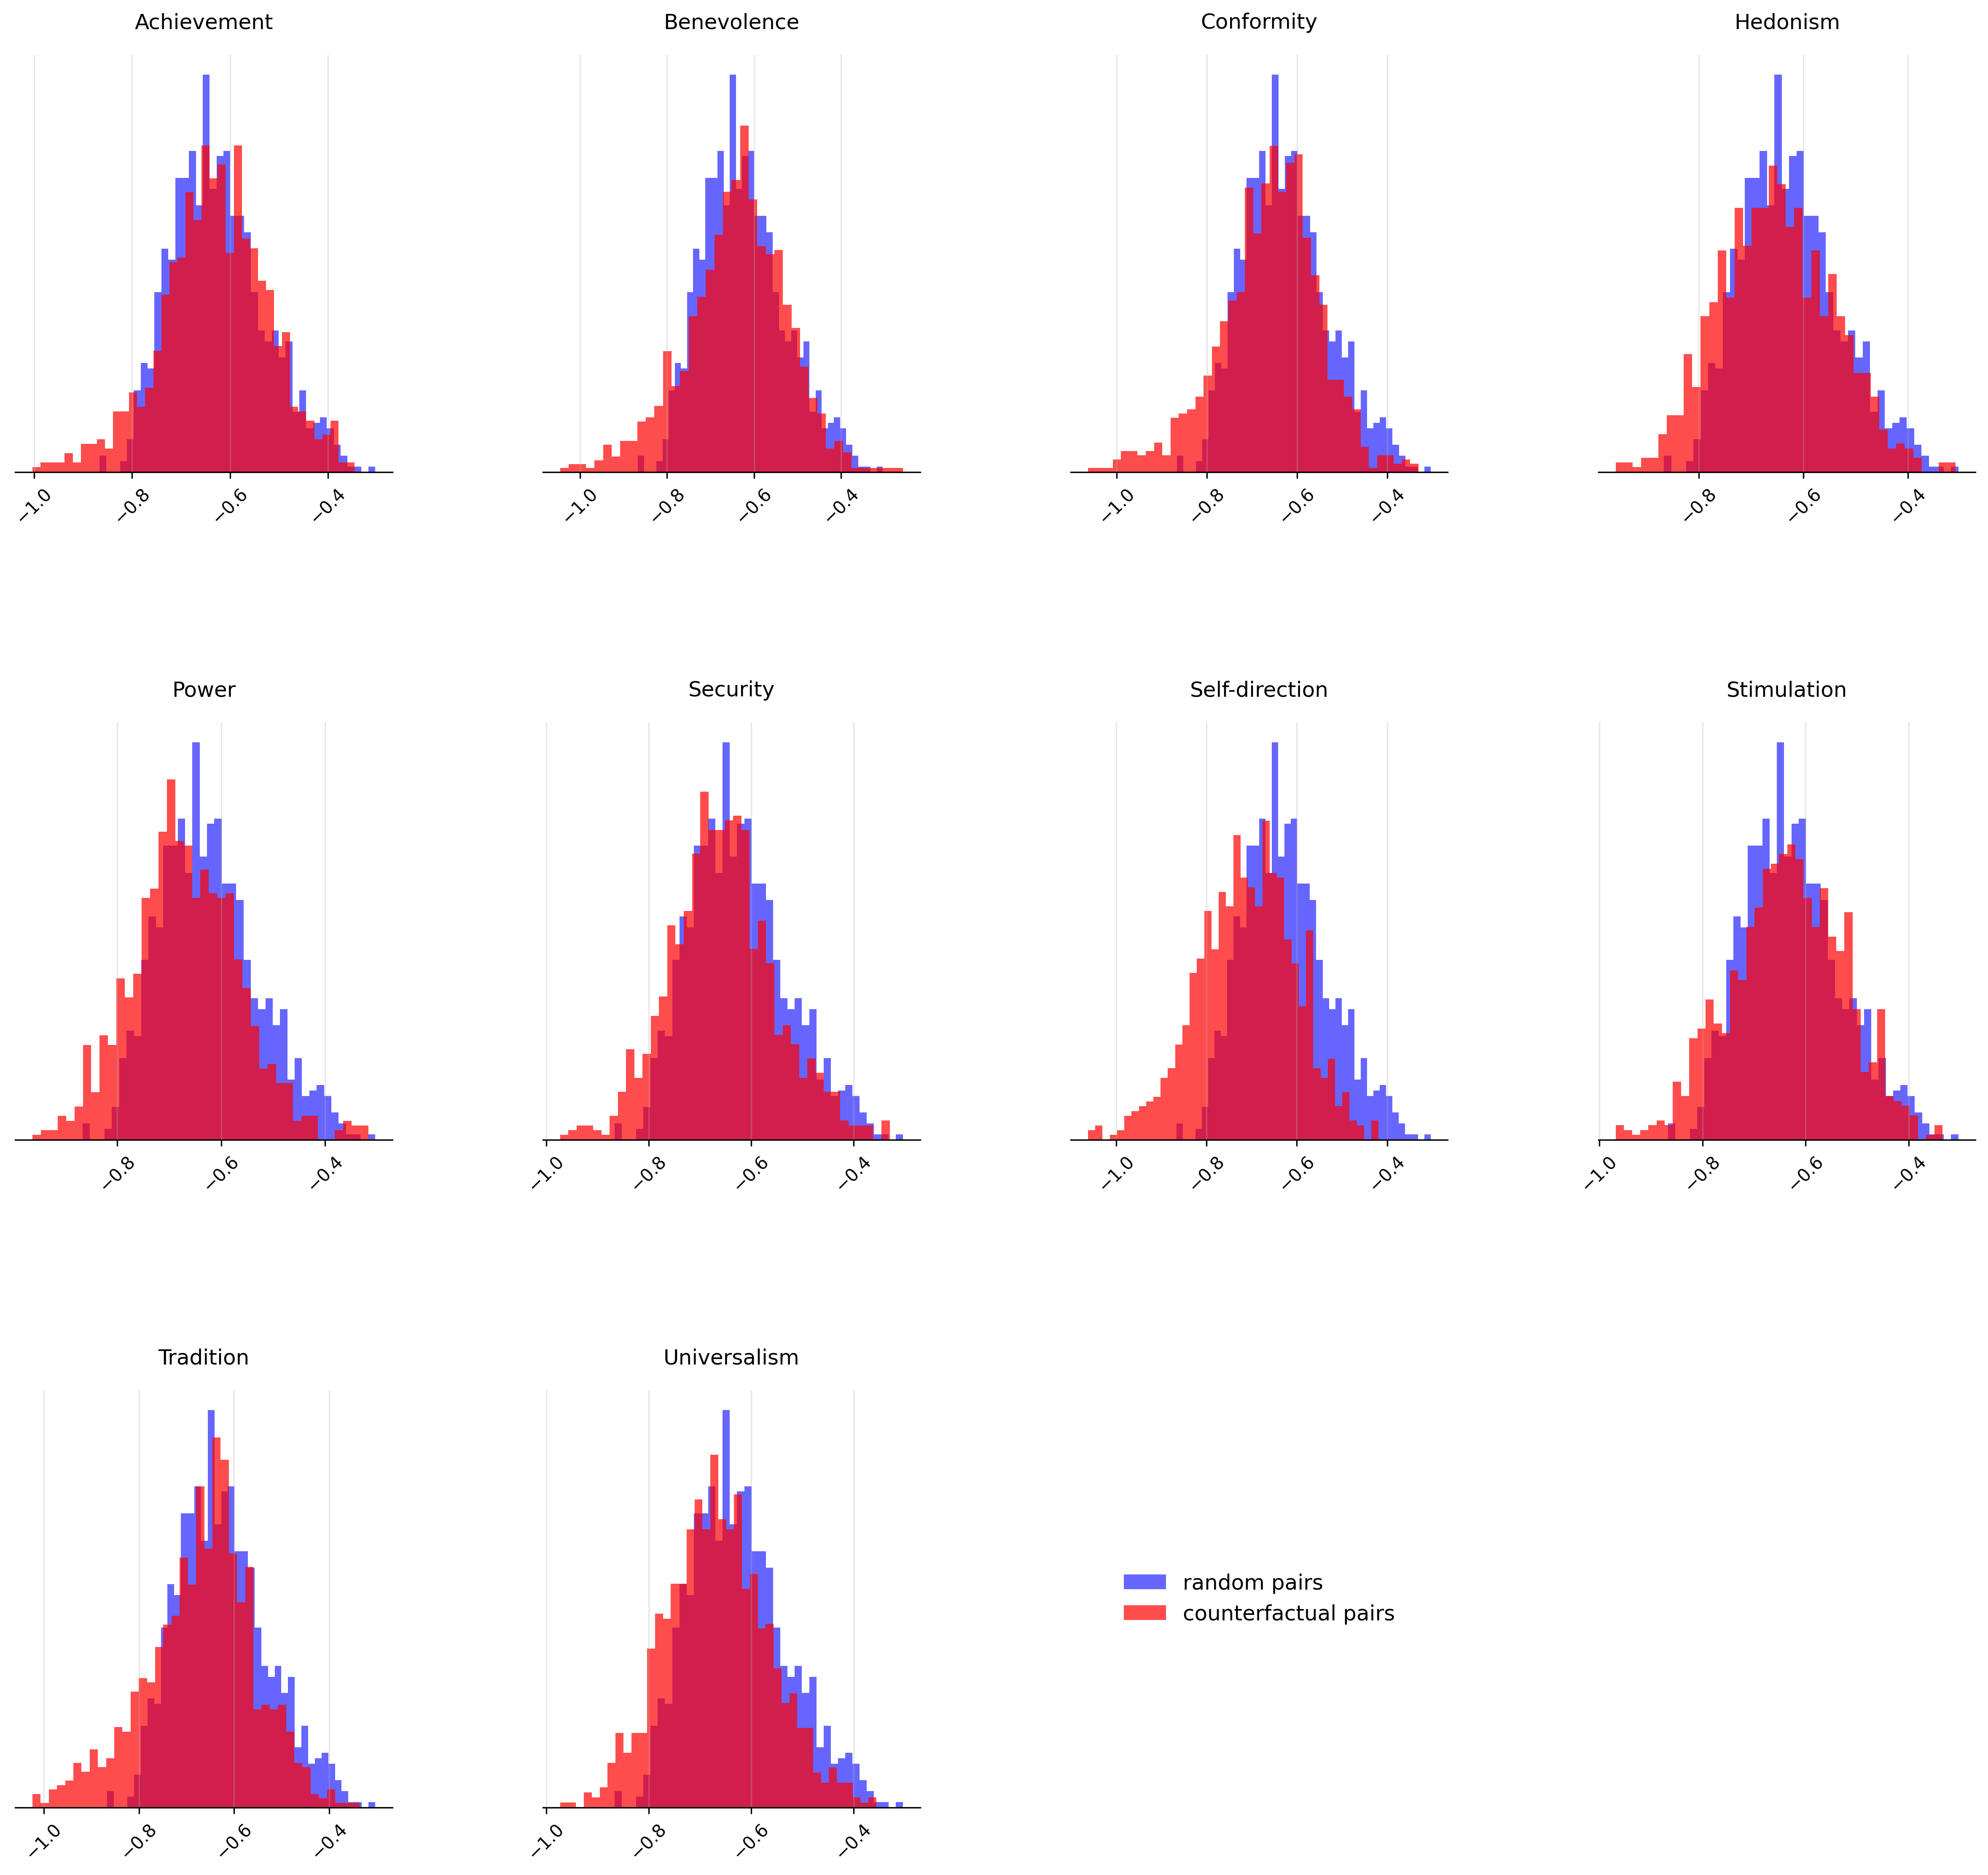 Achievement
Benevolence
Conformity
Hedonism
−1.0 −0.8 −0.6 −0.4
−1.0 −0.8 −0.6 −0.4
−1.0 −0.8 −0.6 −0.4
−0.8 −0.6 −0.4
Power
Security
Self-direction
Stimulation
−0.8 −0.6 −0.4
−1.0 −0.8 −0.6 −0.4
−1.0 −0.8 −0.6 −0.4
−1.0 −0.8 −0.6 −0.4
Tradition
Universalism
random pairs
counterfactual pairs
−1.0 −0.8 −0.6 −0.4
−1.0 −0.8 −0.6 −0.4